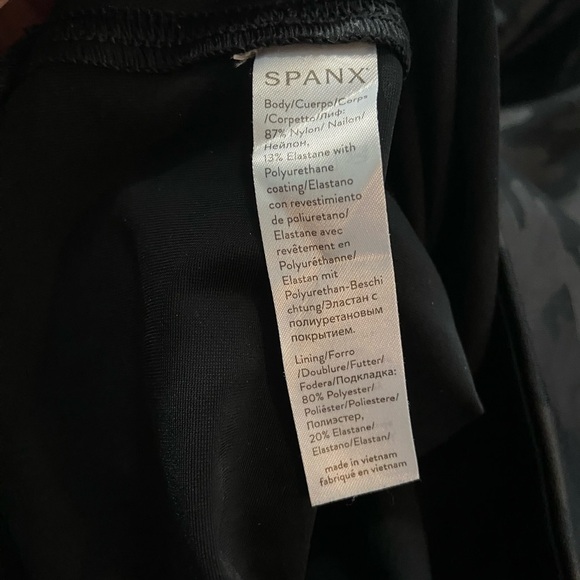 SPANX
Body/Cuerpo/Corps
/Corpetto/Лиф:
87% Nylon/ Nailon/
Нейлон,
13% Elastane with
Polyurethane
coating/Elastano
con revestimiento
de poliuretano/
Elastane avec
revêtement en
Polyuréthanne/
Elastan mit
Polyurethan-Beschi
chtung/Эластан с
полиуретановым
покрытием.
Lining/Forro
/Doublure/Futter/
Fodera/Подкладка:
80% Polyester/
Poliéster/Poliestere/
Полиэстер,
20% Elastane/
Elastano/Elastan/
made in vietnam
fabriqué en vietnam